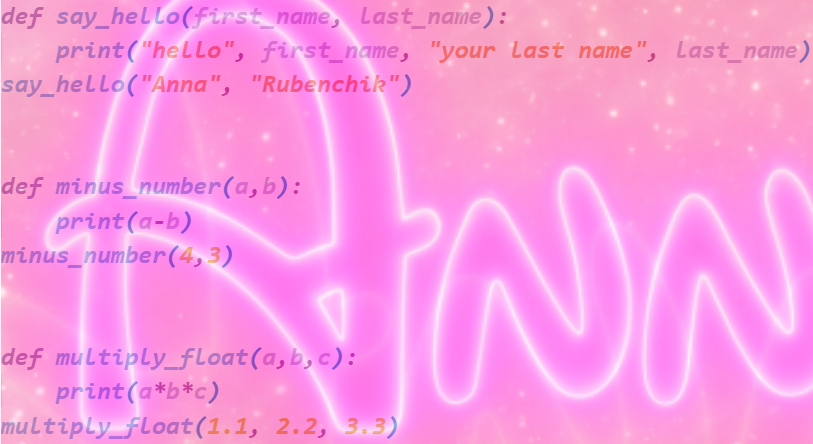 def say_hello(first_name, last_name):
    print("hello", first_name, "your last name", last_name)
say_hello("Anna", "Rubenchik")
def minus_number(a,b):
    print(a-b)
minus_number(4,3)
def multiply_float(a,b,c):
    print(a*b*c)
multiply_float(1.1, 2.2, 3.3)
Ann